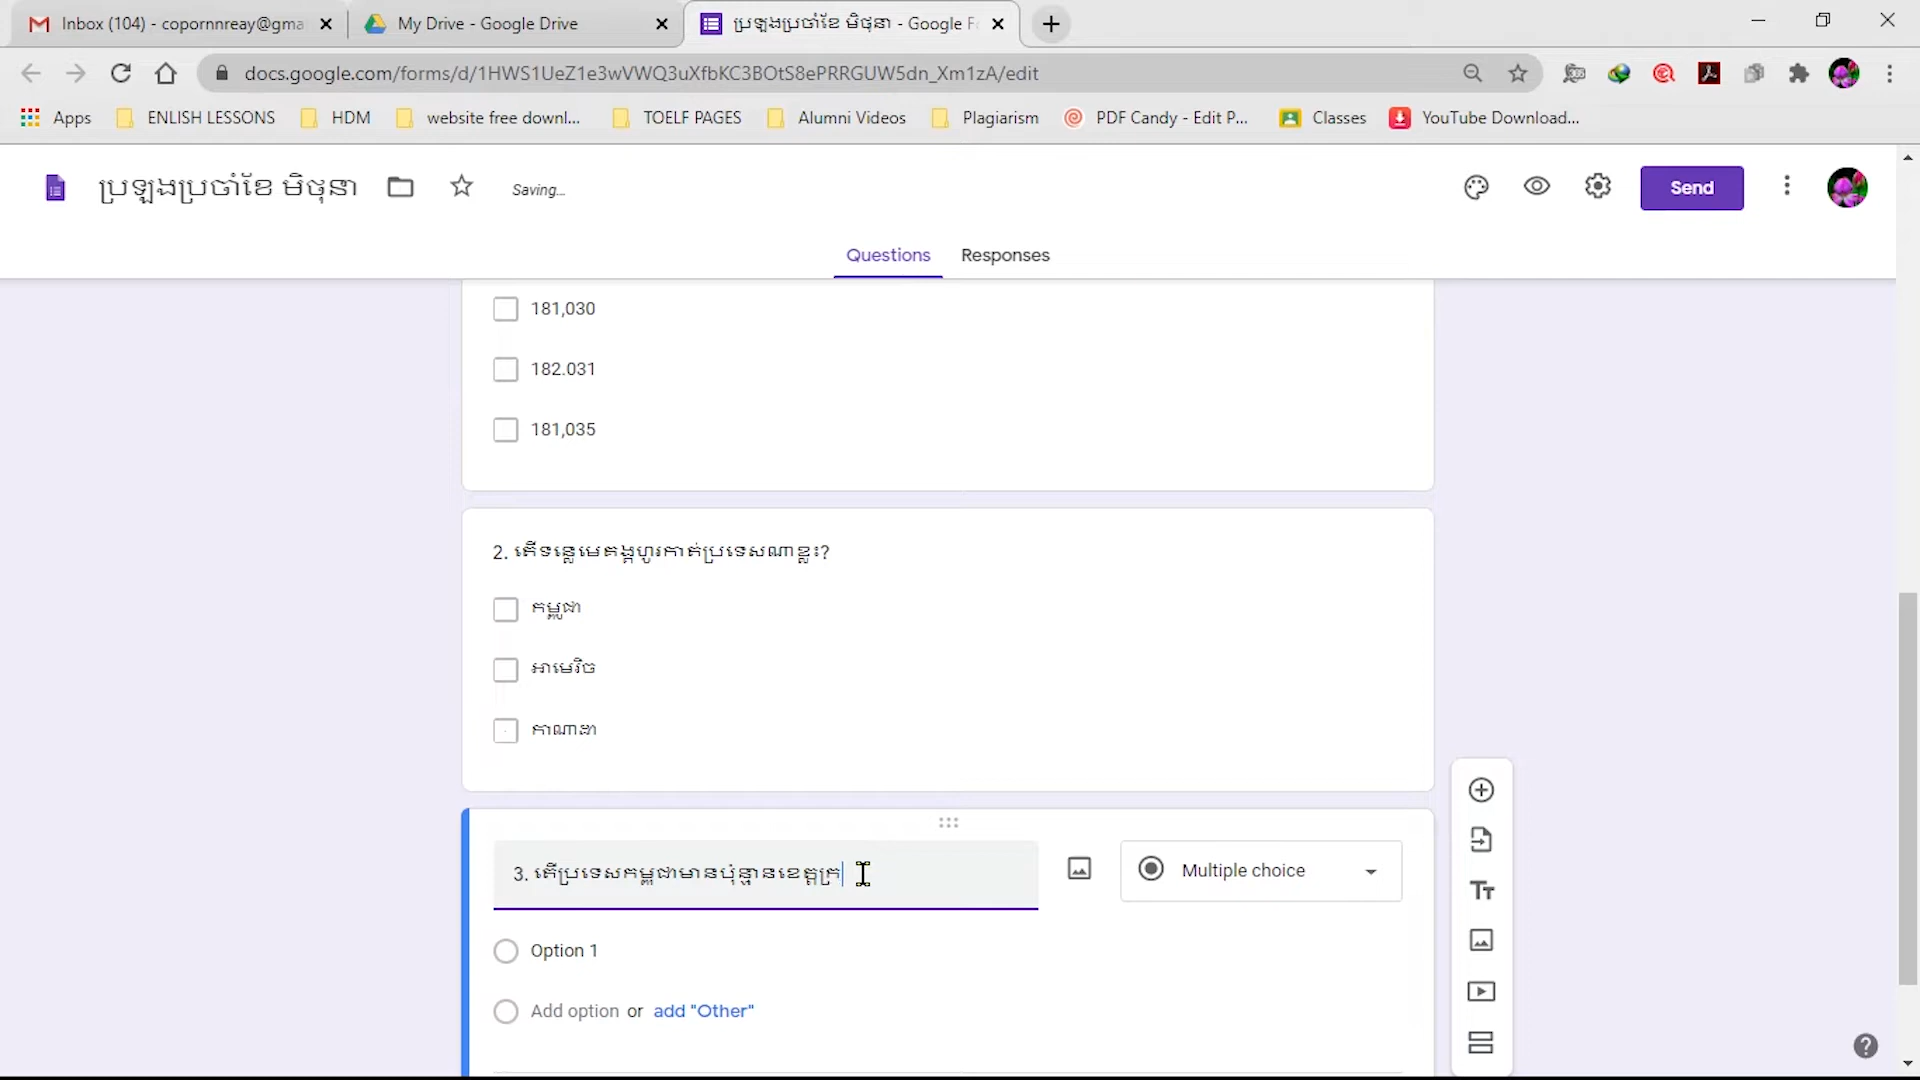 Inbox (104) - copornnreay@gma
My Drive - Google Drive
ប្រឡងប្រចាំខែ មិថុនា - Google Fo
docs.google.com/forms/d/1HWS1UeZ1e3wVWQ3uXfbKC3BOtS8ePRRGUW5dn_Xm1zA/edit
Apps ENLISH LESSONS HDM website free downl... TOELF PAGES Alumni Videos Plagiarism PDF Candy - Edit P... Classes YouTube Download...
ប្រឡងប្រចាំខែ មិថុនា Saving... Send
Questions Responses
181,030
182.031
181,035
2. តើទន្លេមេគង្គហូរកាត់ប្រទេសណាខ្លះ?
កម្ពុជា
អាមេរិច
កាណាដា
3. តើប្រទេសកម្ពុជាមានប៉ុន្មានខេត្តក្រ Multiple choice
Option 1
Add option or add "Other"